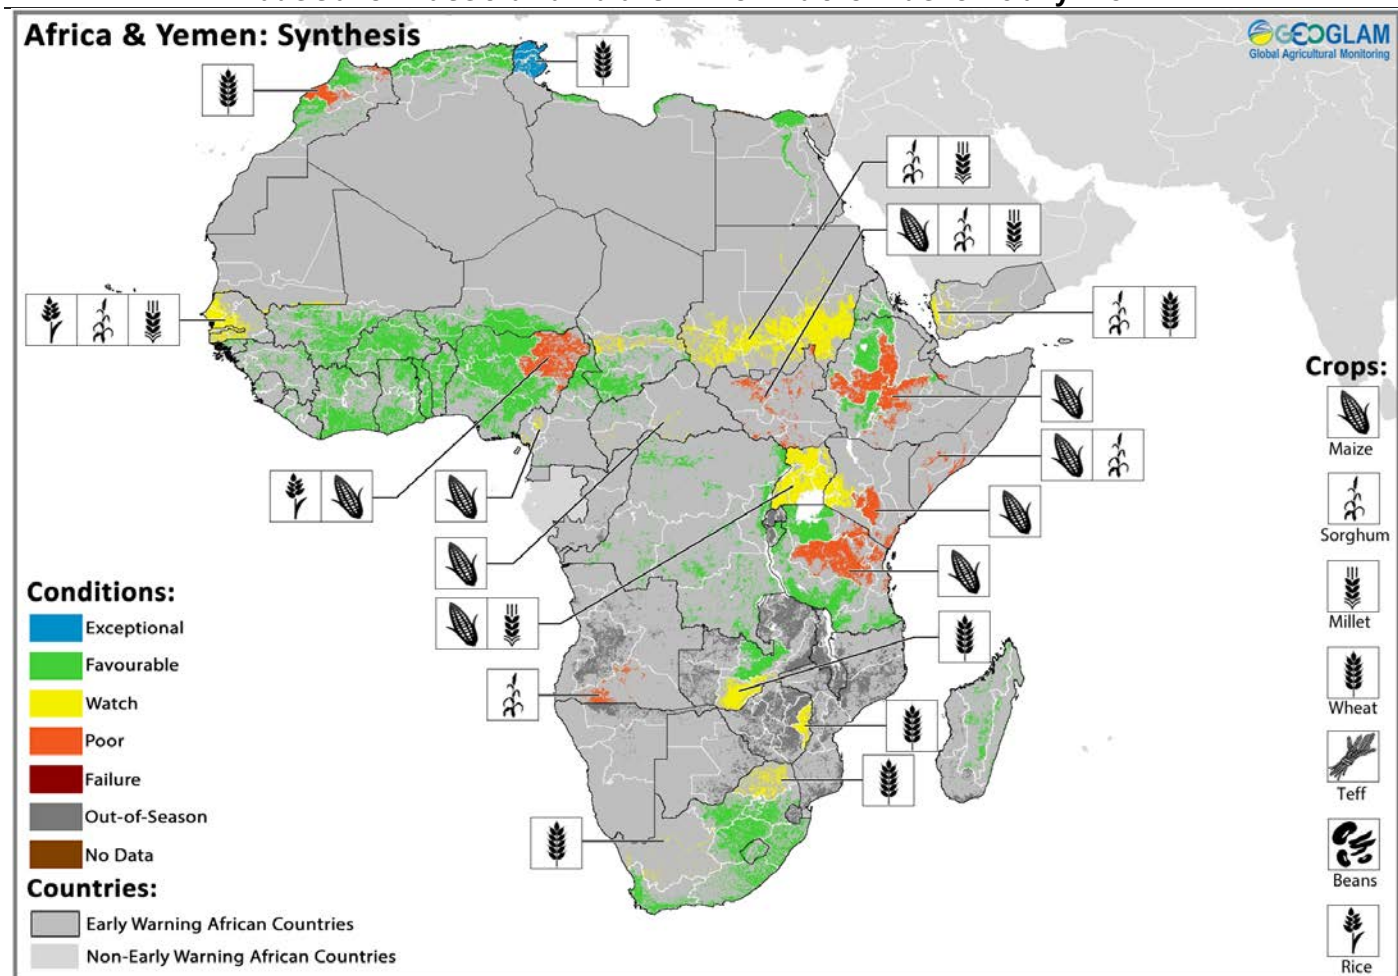 Africa & Yemen: Synthesis
GEOGLAM
Global Agricultural Monitoring
Crops:
Maize
Sorghum
Millet
Wheat
Teff
Beans
Rice
Conditions:
Exceptional
Favourable
Watch
Poor
Failure
Out-of-Season
No Data
Countries:
Early Warning African Countries
Non-Early Warning African Countries